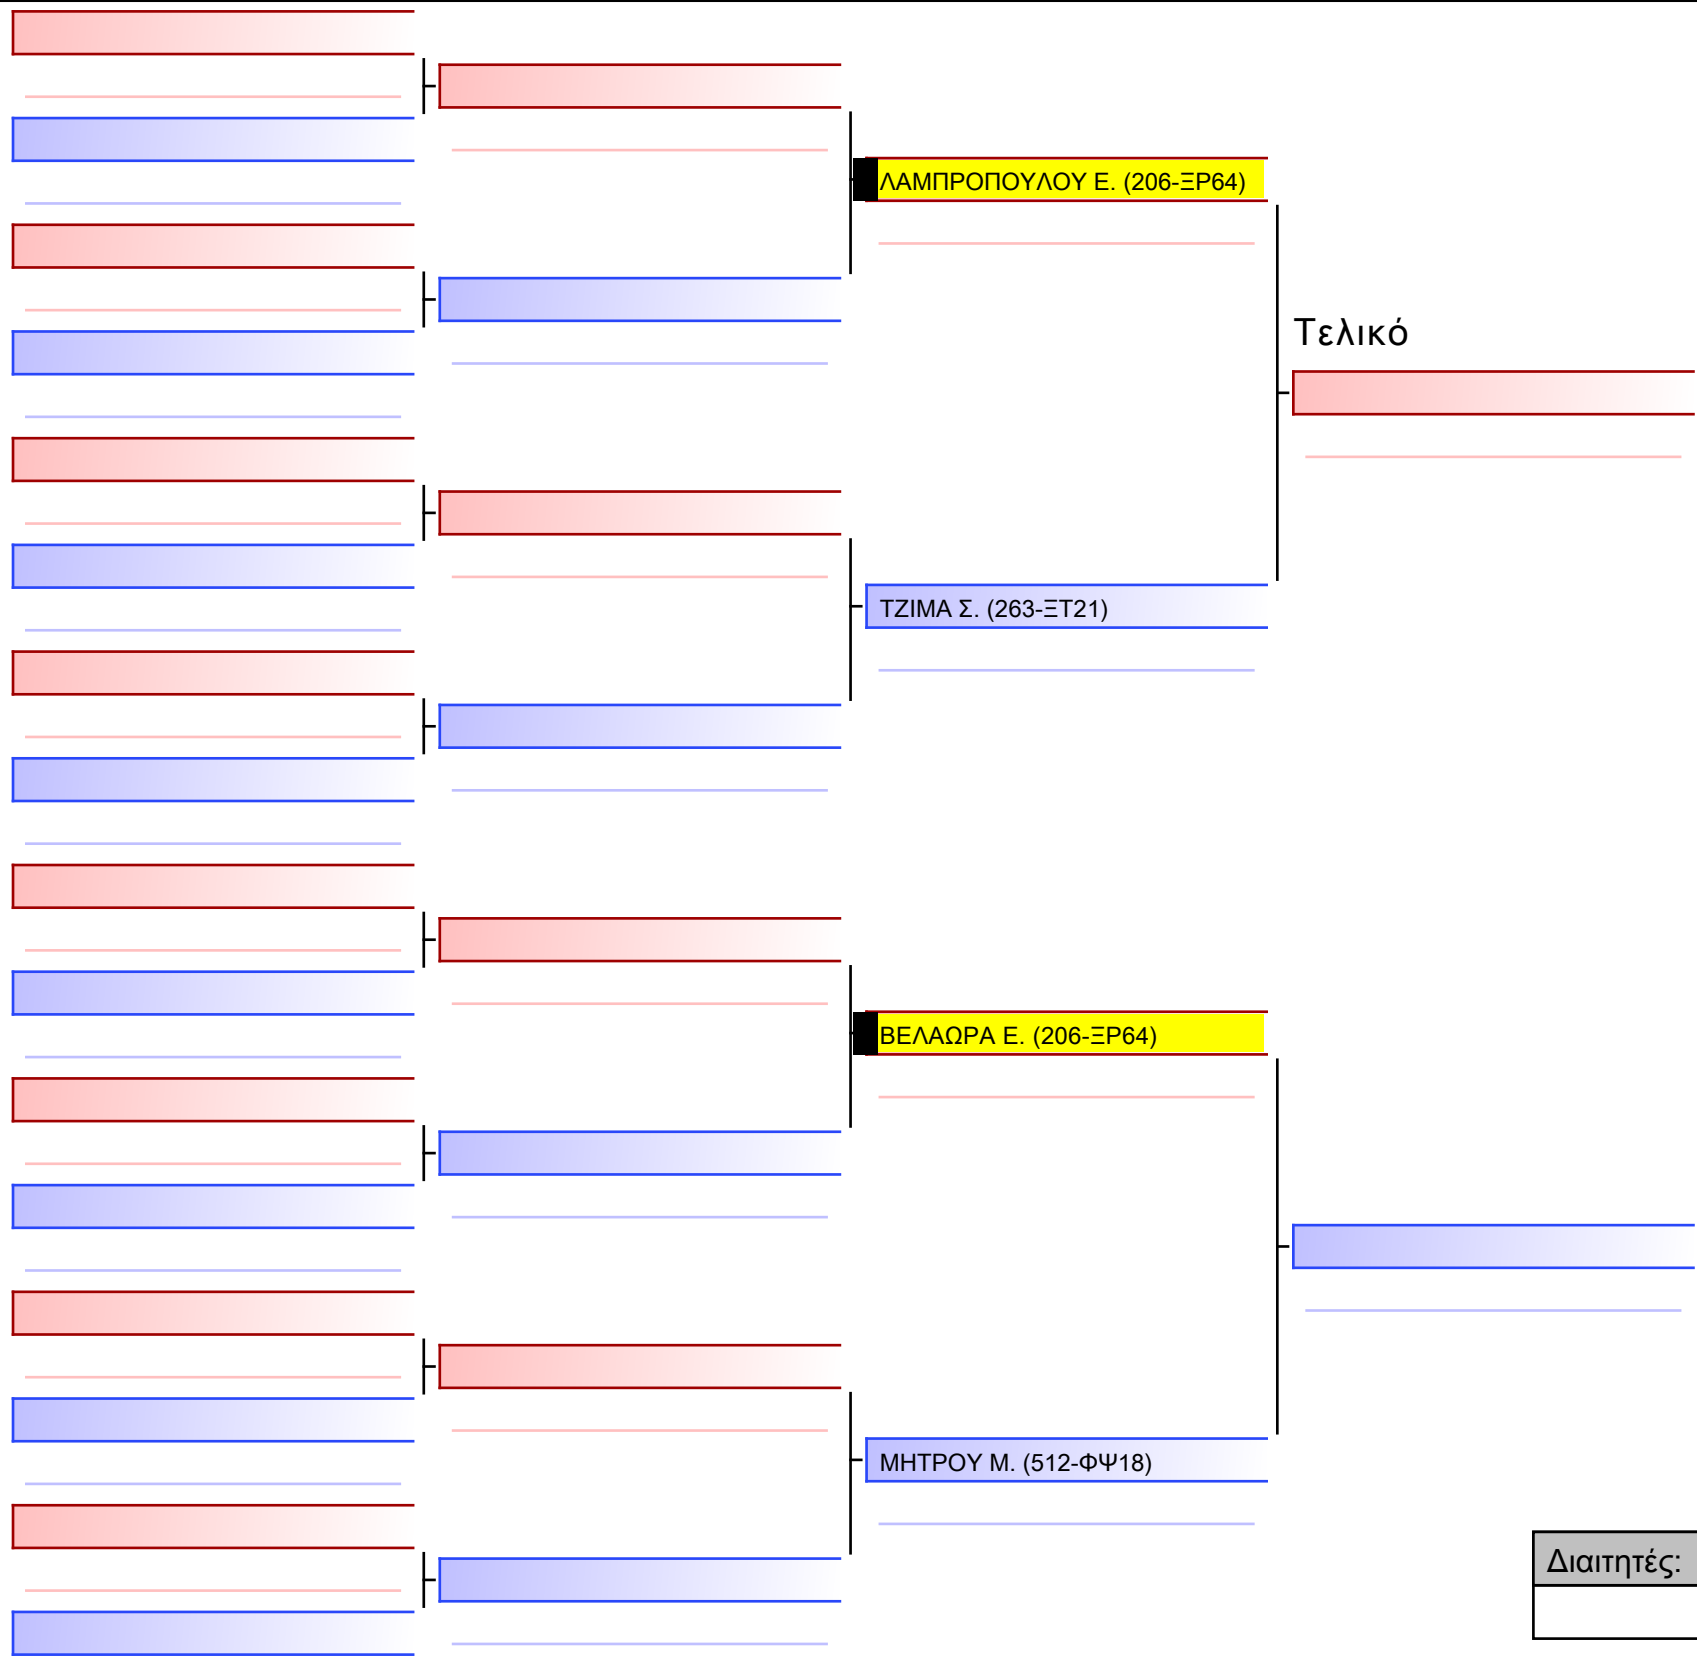 ΛΑΜΠΡΟΠΟΥΛΟΥ Ε. (206-ΞΡ64)
Τελικό
ΤΖΙΜΑ Σ. (263-ΞΤ21)
ΒΕΛΑΩΡΑ Ε. (206-ΞΡ64)
ΜΗΤΡΟΥ Μ. (512-ΦΨ18)
Διαιτητές: